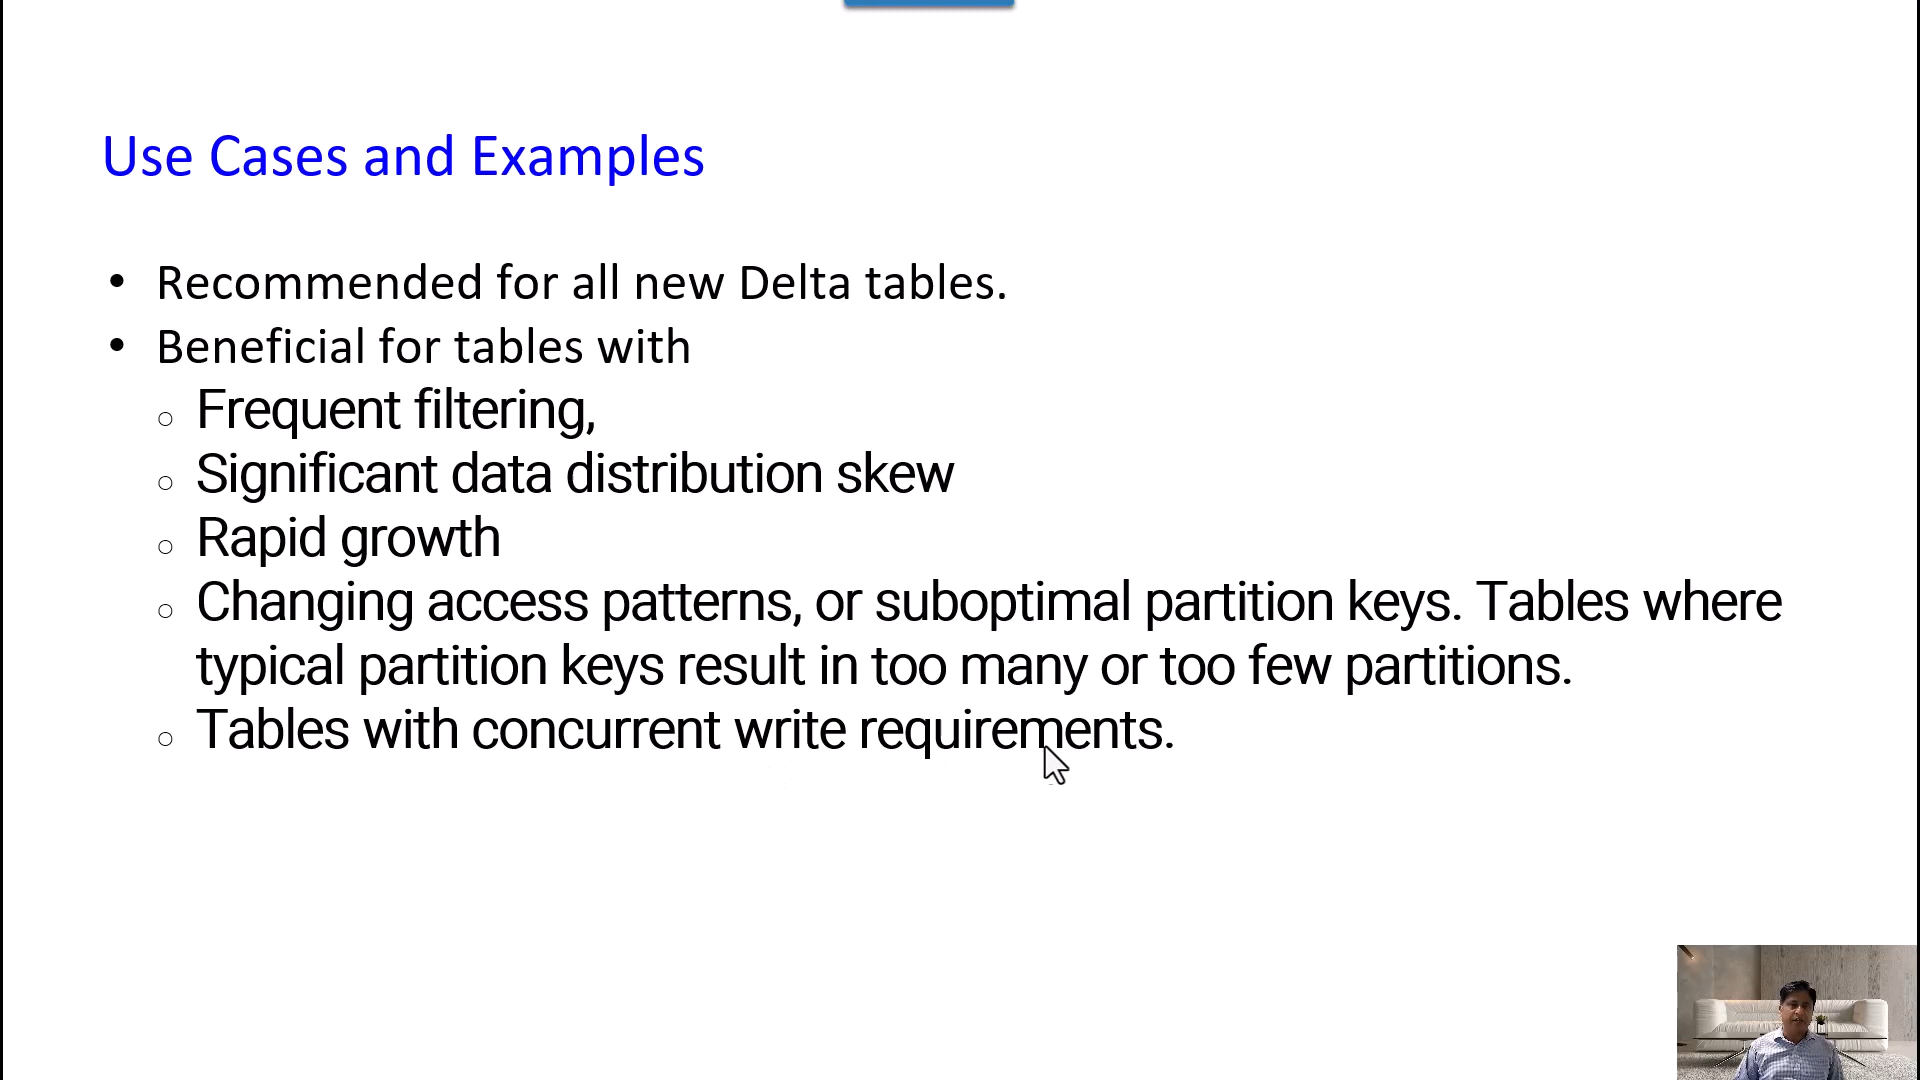 Use Cases and Examples
• Recommended for all new Delta tables.
• Beneficial for tables with
○ Frequent filtering,
○ Significant data distribution skew
○ Rapid growth
○ Changing access patterns, or suboptimal partition keys. Tables where
typical partition keys result in too many or too few partitions.
○ Tables with concurrent write requirements.